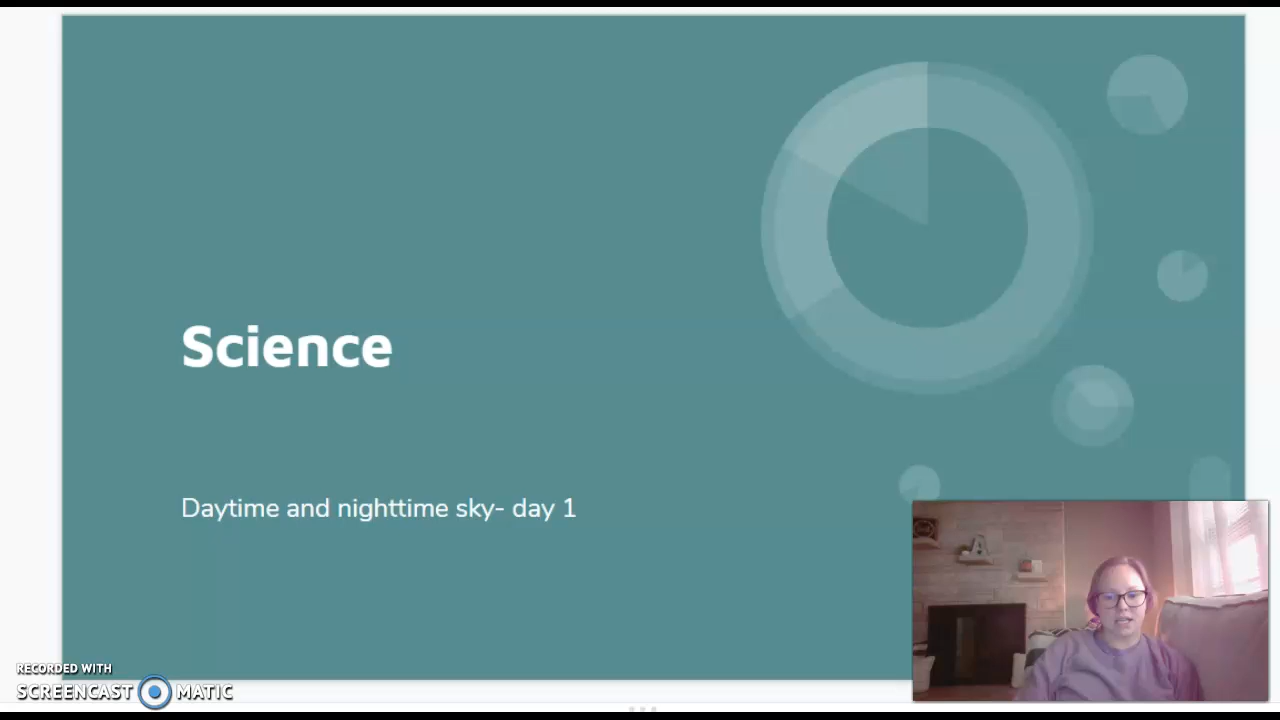 Science
Daytime and nighttime sky- day 1
RECORDED WITH
SCREENCAST MATIC